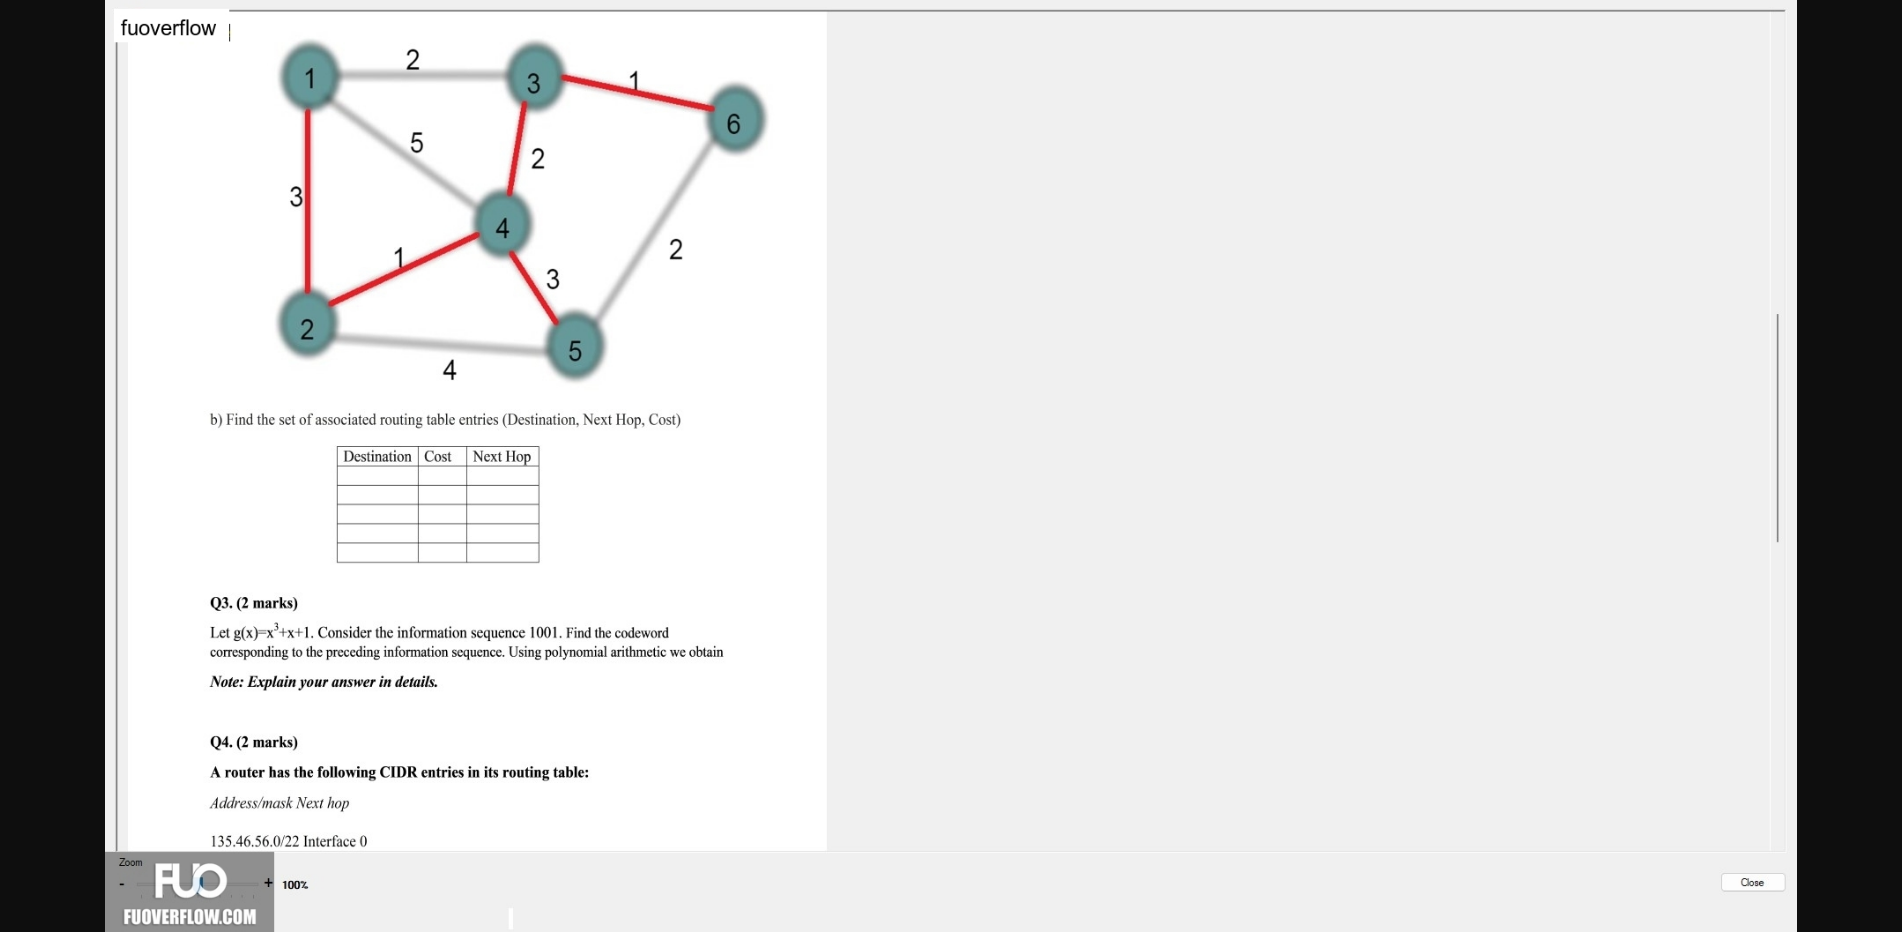 fuoverflow
1
2
3
1
6
5
2
3
4
1
2
3
2
5
4
b) Find the set of associated routing table entries (Destination, Next Hop, Cost)
Destination Cost Next Hop
Q3. (2 marks)
Let g(x)=x³+x+1. Consider the information sequence 1001. Find the codeword
corresponding to the preceding information sequence. Using polynomial arithmetic we obtain
Note: Explain your answer in details.
Q4. (2 marks)
A router has the following CIDR entries in its routing table:
Address/mask Next hop
135.46.56.0/22 Interface 0
Zoom
- + 100%
Close
FUO
FUOVERFLOW.COM